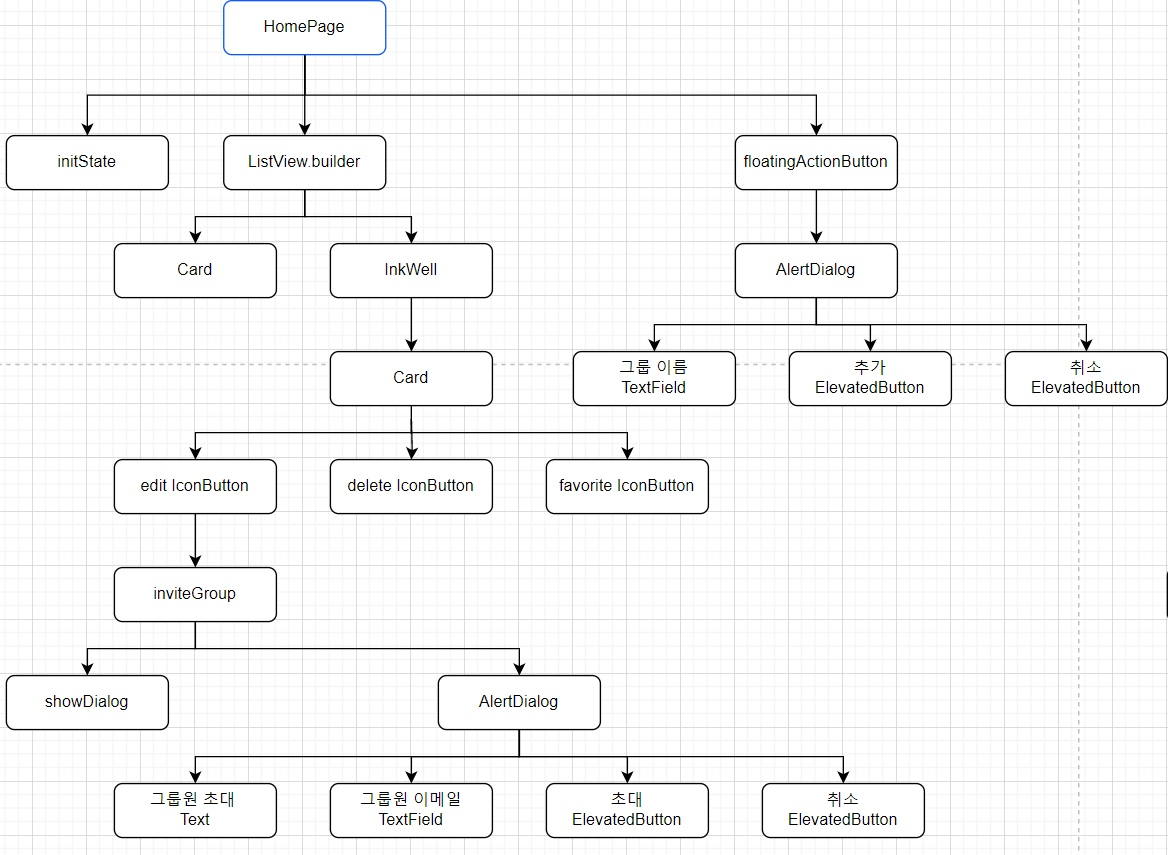 HomePage
initState
ListView.builder
floatingActionButton
Card
InkWell
AlertDialog
Card
그룹 이름
TextField
추가
ElevatedButton
취소
ElevatedButton
edit IconButton
delete IconButton
favorite IconButton
inviteGroup
showDialog
AlertDialog
그룹원 초대
Text
그룹원 이메일
TextField
초대
ElevatedButton
취소
ElevatedButton